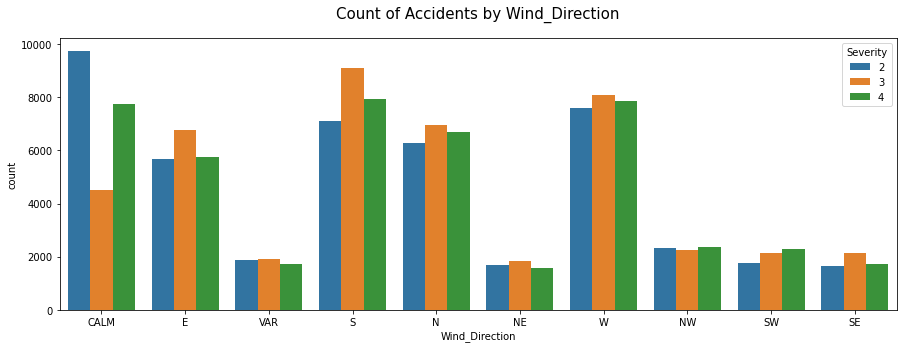 Count of Accidents by Wind_Direction
Severity
2
3
4
count
10000
8000
6000
4000
2000
0
CALM E VAR S N NE W NW SW SE
Wind_Direction